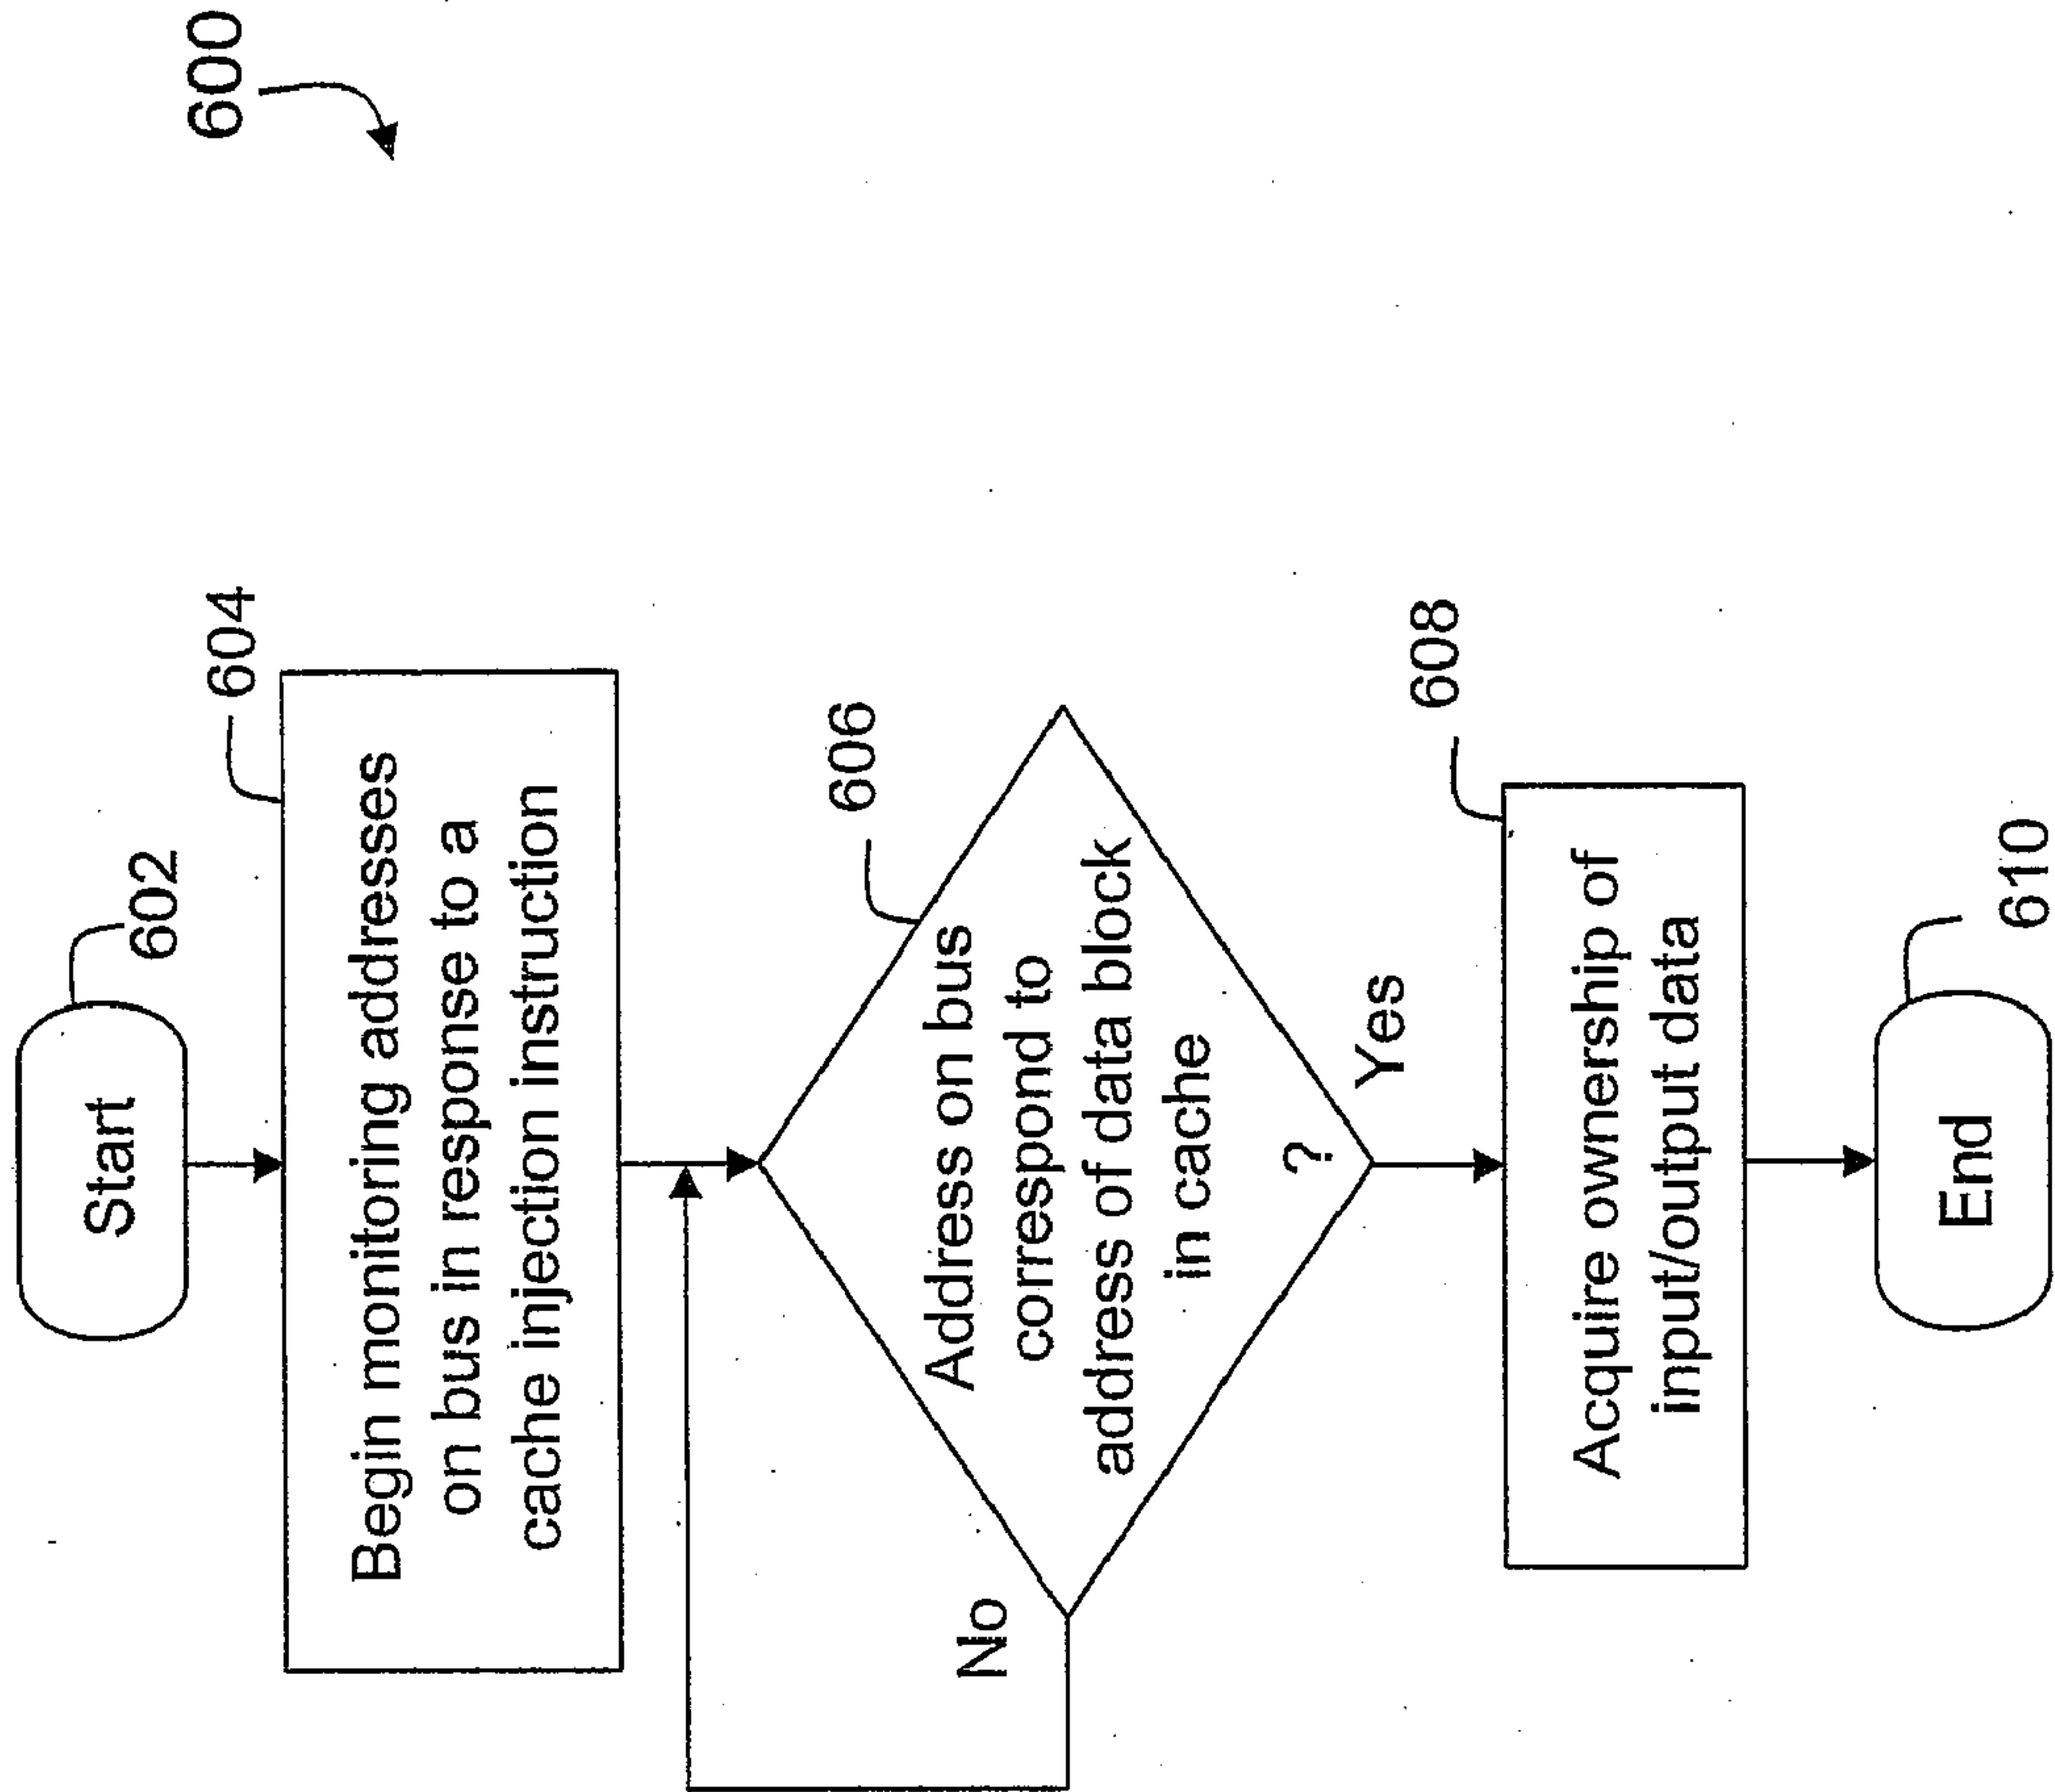 600
Start
602
604
Begin monitoring addresses
on bus in response to a
cache injection instruction
606
Address on bus
correspond to
address of data block
in cache
?
No
Yes
608
Acquire ownership of
input/output data
End
610